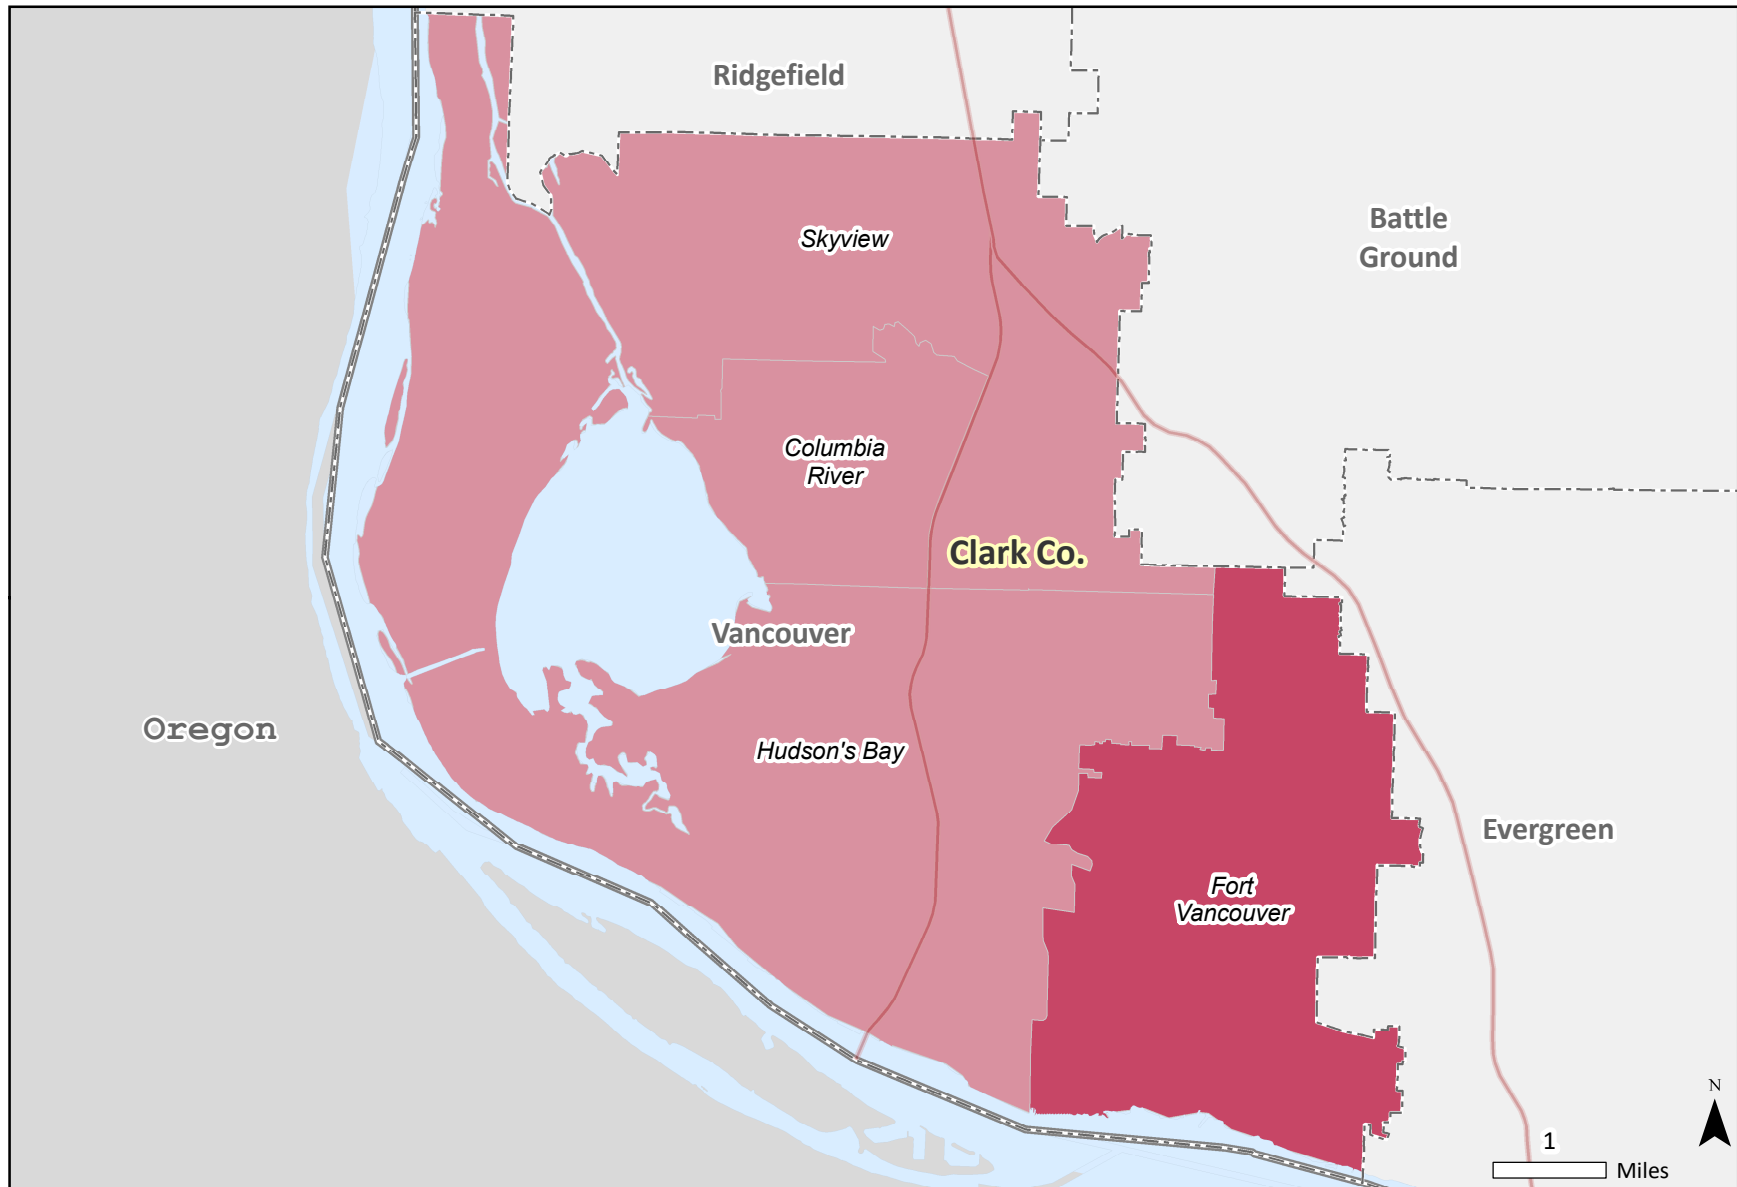 Ridgefield
Battle
Ground
Skyview
Columbia
River
Clark Co.
Vancouver
Oregon
Hudson's Bay
Evergreen
Fort
Vancouver
N
1
Miles